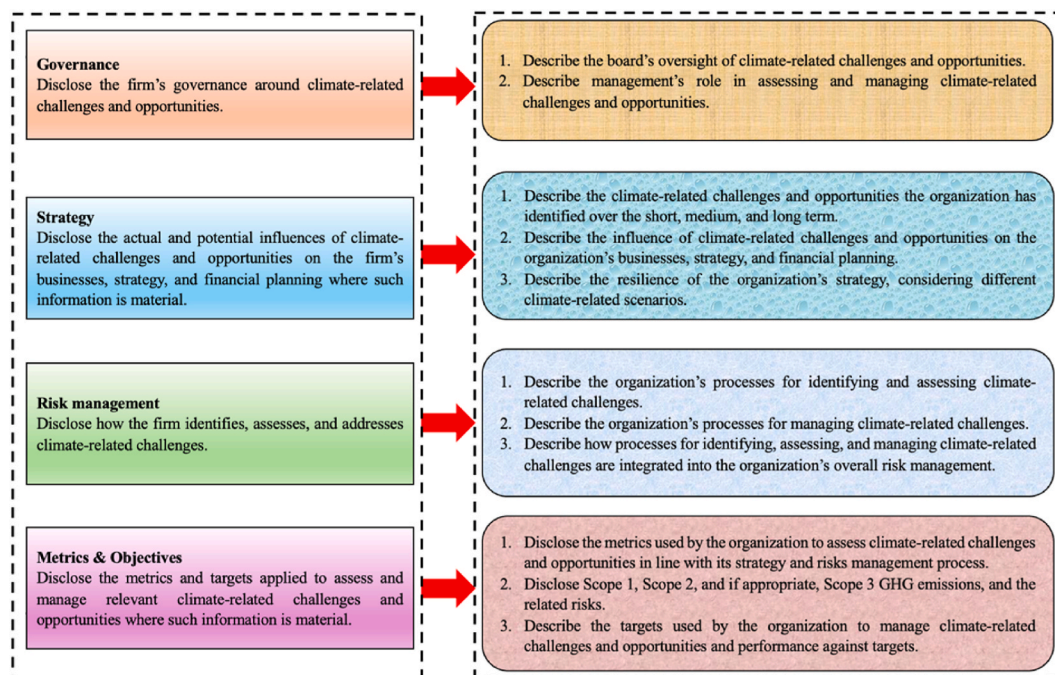 Governance
Disclose the firm's governance around climate-related
challenges and opportunities.
1. Describe the board's oversight of climate-related challenges and opportunities.
2. Describe management's role in assessing and managing climate-related
challenges and opportunities.
Strategy
Disclose the actual and potential influences of climate-
related challenges and opportunities on the firm's
businesses, strategy, and financial planning where such
information is material.
1. Describe the climate-related challenges and opportunities the organization has
identified over the short, medium, and long term.
2. Describe the influence of climate-related challenges and opportunities on the
organization's businesses, strategy, and financial planning.
3. Describe the resilience of the organization's strategy, considering different
climate-related scenarios.
Risk management
Disclose how the firm identifies, assesses, and addresses
climate-related challenges.
1. Describe the organization's processes for identifying and assessing climate-
related challenges.
2. Describe the organization's processes for managing climate-related challenges.
3. Describe how processes for identifying, assessing, and managing climate-related
challenges are integrated into the organization's overall risk management.
Metrics & Objectives
Disclose the metrics and targets applied to assess and
manage relevant climate-related challenges and
opportunities where such information is material.
1. Disclose the metrics used by the organization to assess climate-related challenges
and opportunities in line with its strategy and risks management process.
2. Disclose Scope 1, Scope 2, and if appropriate, Scope 3 GHG emissions, and the
related risks.
3. Describe the targets used by the organization to manage climate-related
challenges and opportunities and performance against targets.